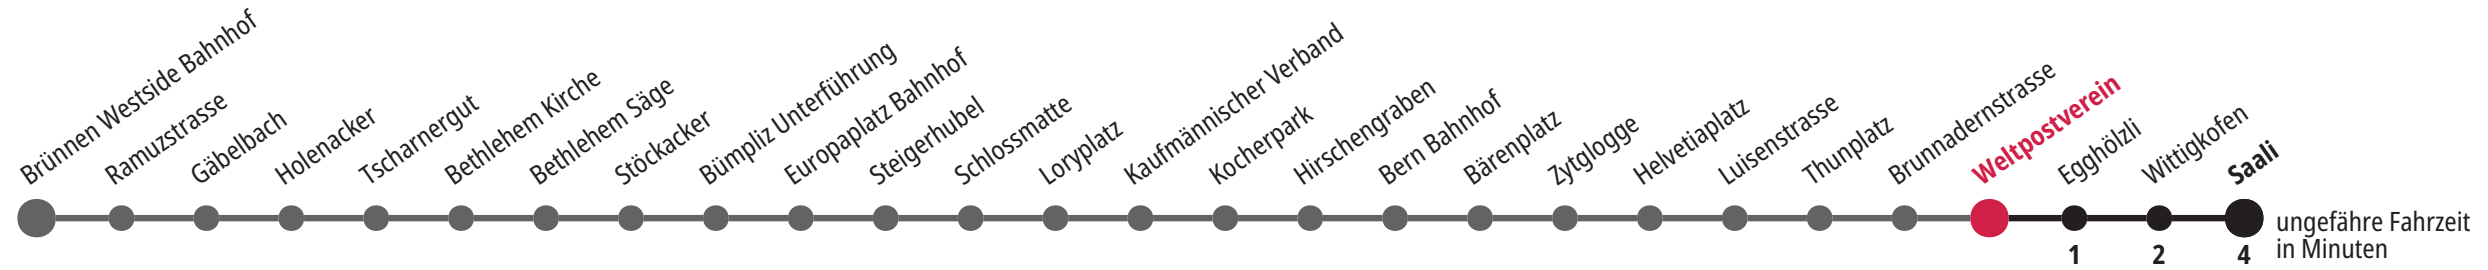 Brünnen Westside Bahnhof
Ramuzstrasse
Gäbelbach
Holenacker
Tscharnergut
Bethlehem Kirche
Bethlehem Säge
Stöckacker
Bümpliz Unterführung
Europaplatz Bahnhof
Steigerhubel
Schlossmatte
Loryplatz
Kaufmännischer Verband
Kocherpark
Hirschengraben
Bern Bahnhof
Bärenplatz
Zytglogge
Helvetiaplatz
Luisenstrasse
Thunplatz
Brunnadernstrasse
Weltpostverein
Egghölzli
Wittigkofen
Saali
ungefähre Fahrzeit
in Minuten
1 2 4